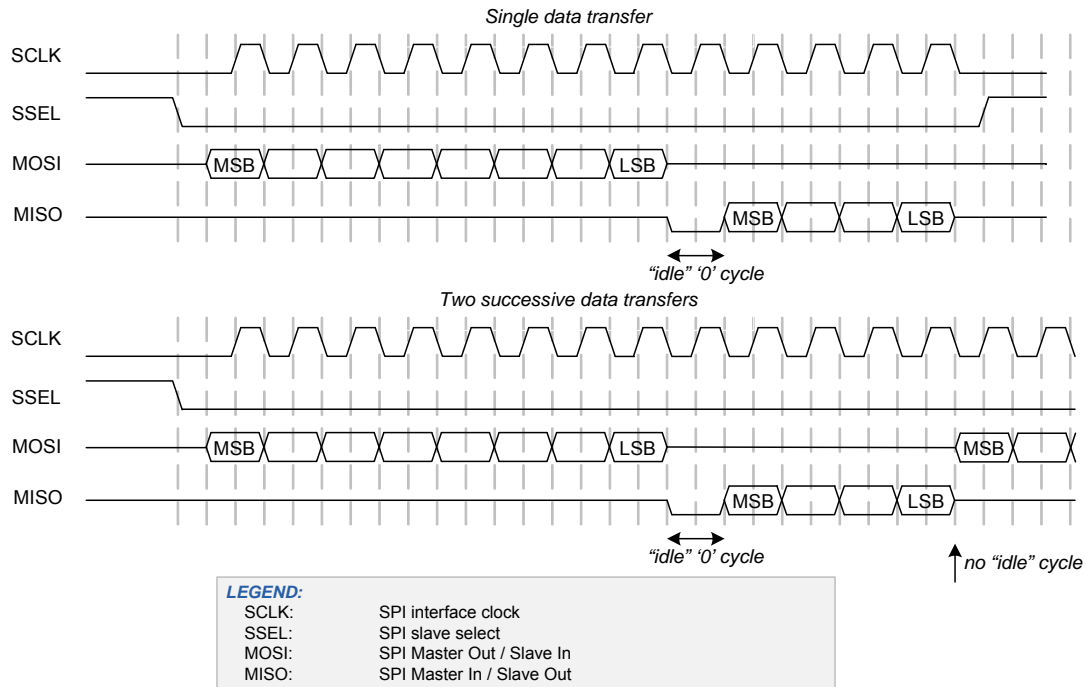 Single data transfer
SCLK
SSEL
MOSI MSB LSB
MISO MSB LSB
“idle” ‘0’ cycle
Two successive data transfers
SCLK
SSEL
MOSI MSB LSB MSB
MISO MSB LSB
“idle” ‘0’ cycle no “idle” cycle
LEGEND:
SCLK: SPI interface clock
SSEL: SPI slave select
MOSI: SPI Master Out / Slave In
MISO: SPI Master In / Slave Out